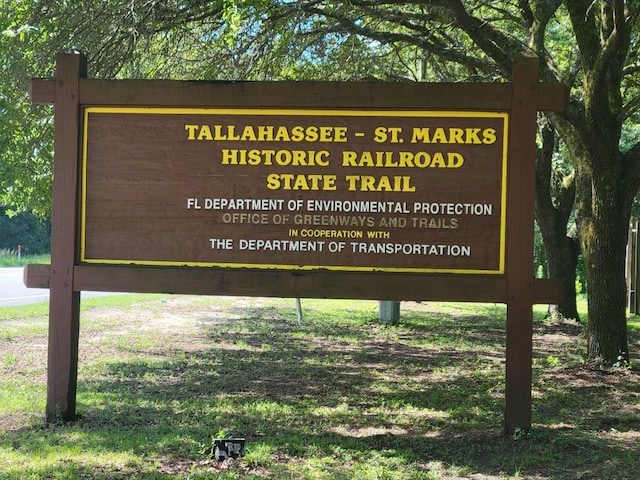 TALLAHASSEE - ST. MARKS
HISTORIC RAILROAD
STATE TRAIL
FL DEPARTMENT OF ENVIRONMENTAL PROTECTION
OFFICE OF GREENWAYS AND TRAILS
IN COOPERATION WITH
THE DEPARTMENT OF TRANSPORTATION